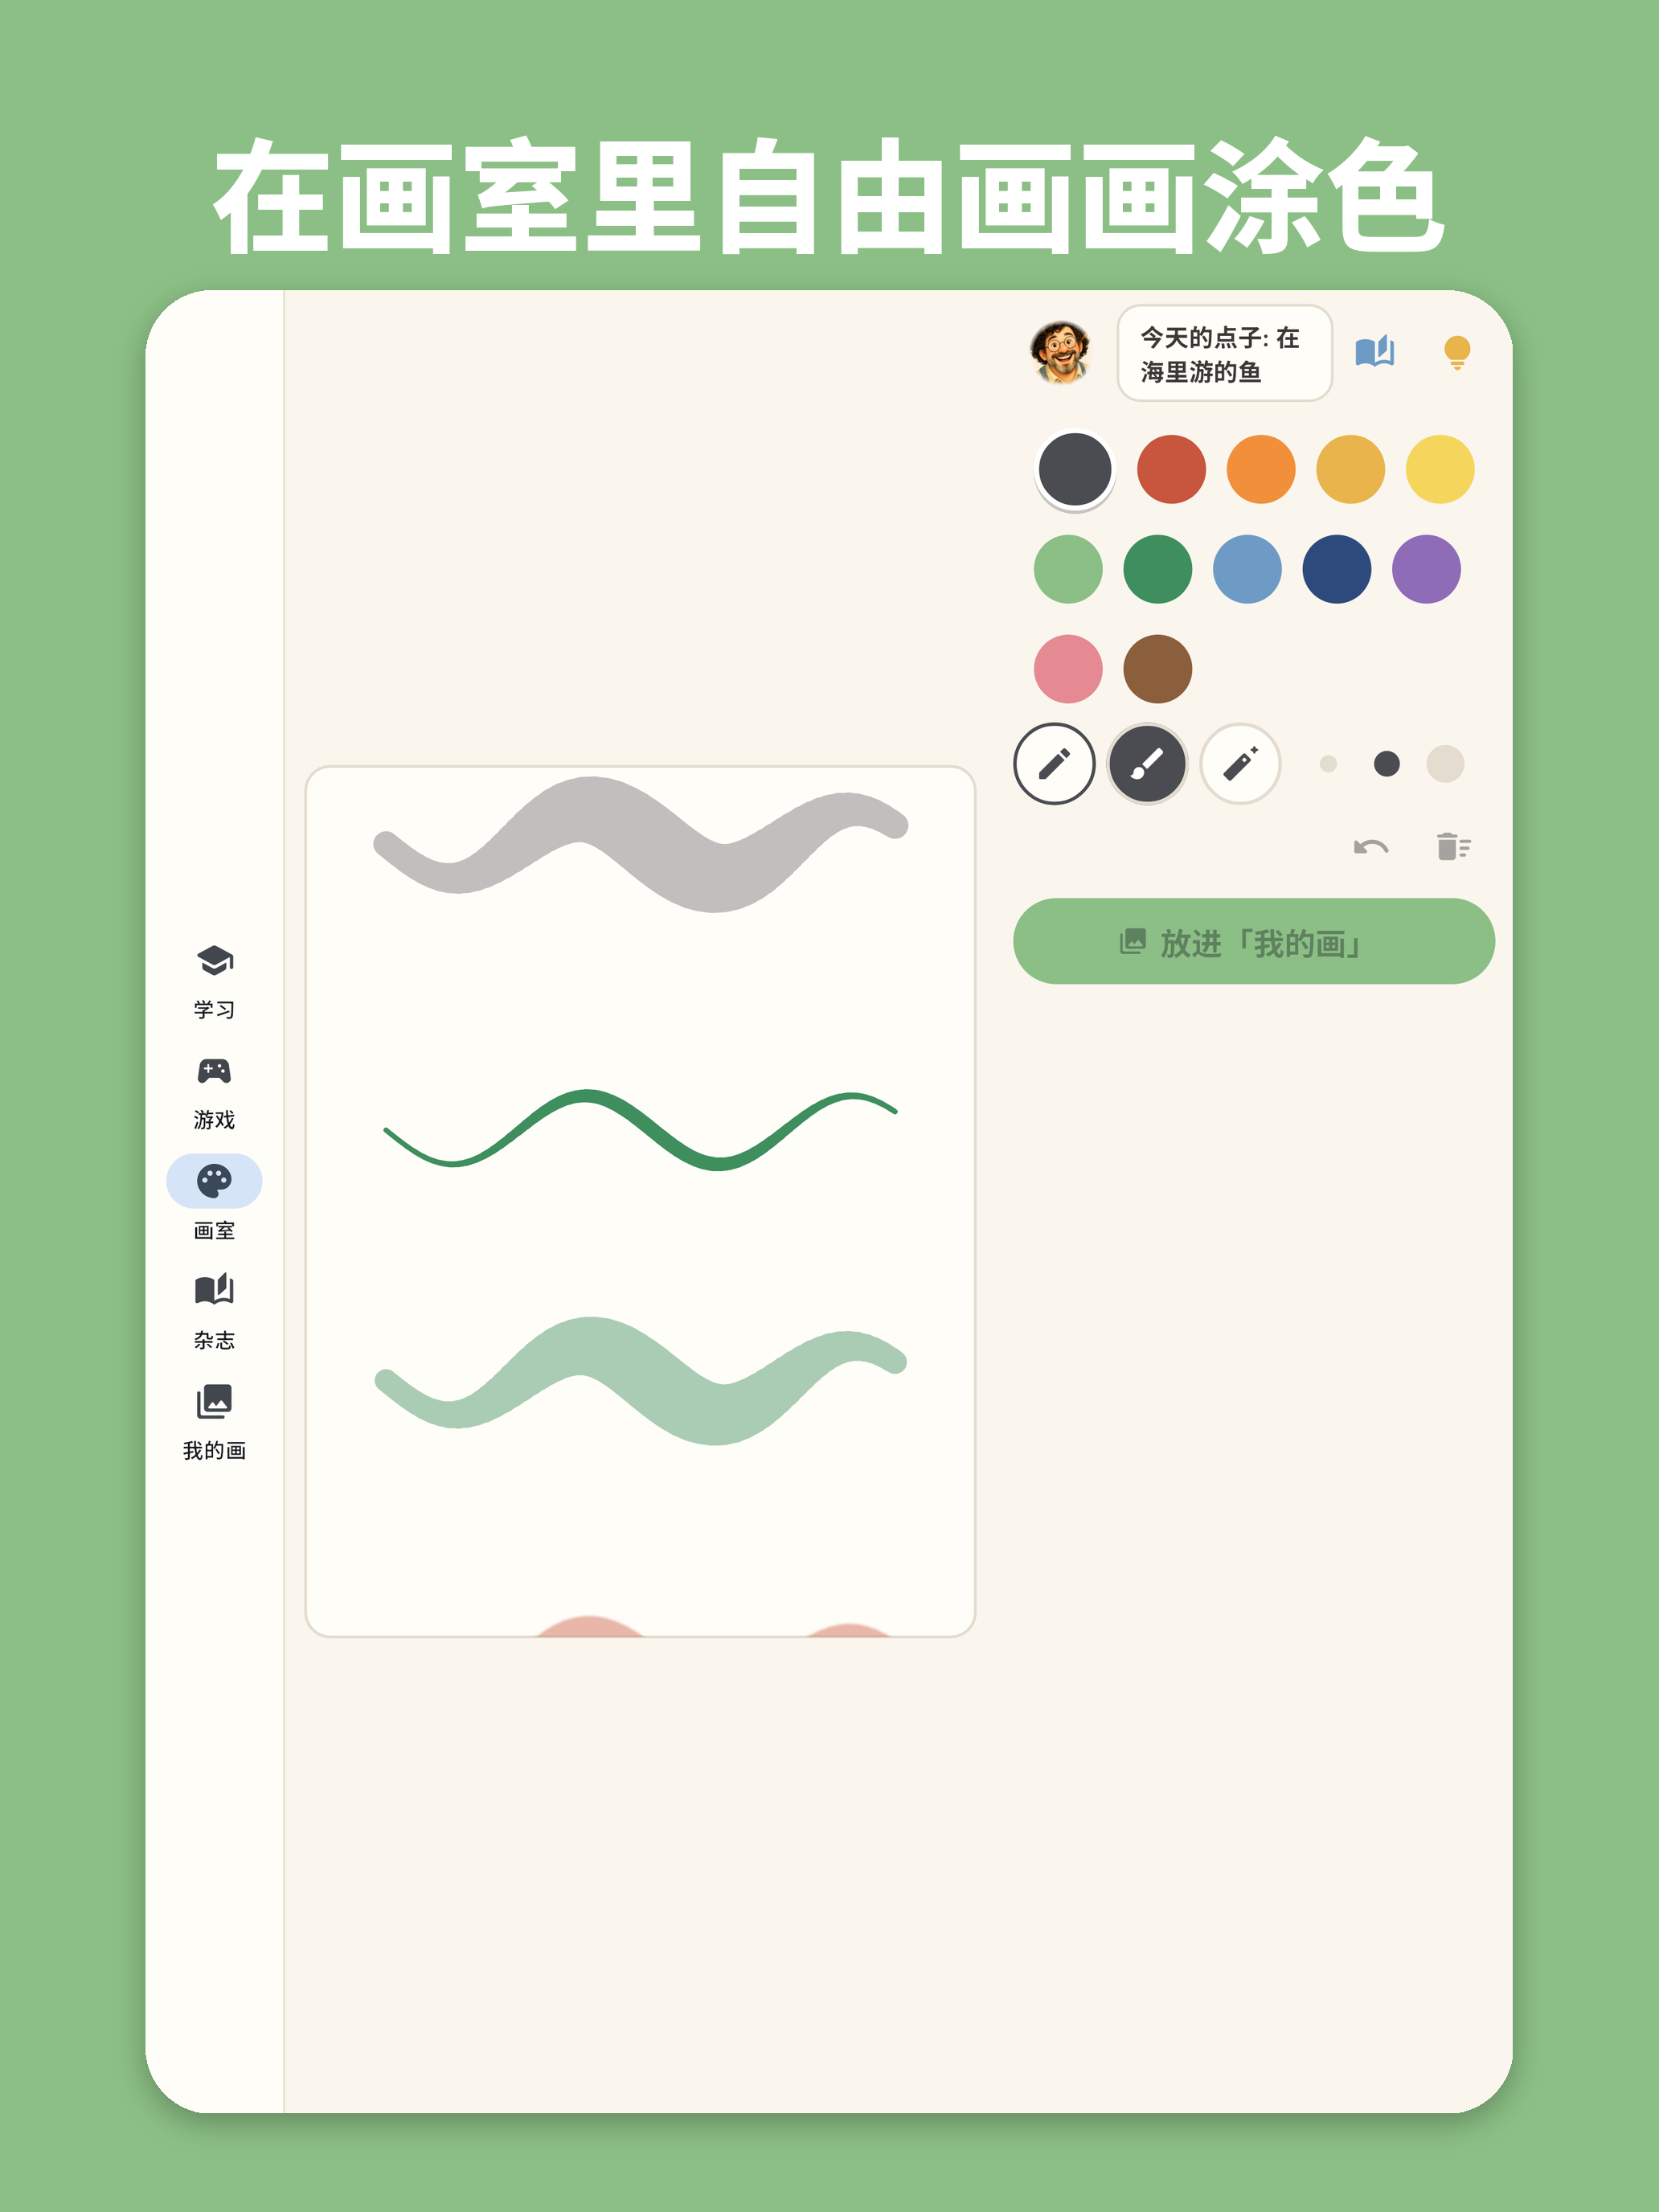 在画室里自由画画涂色
今天的点子: 在
海里游的鱼
放进「我的画」
学习
游戏
画室
杂志
我的画